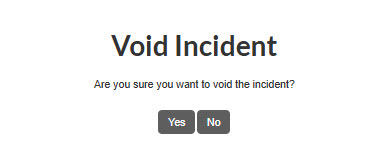 Void Incident
Are you sure you want to void the incident?
Yes No